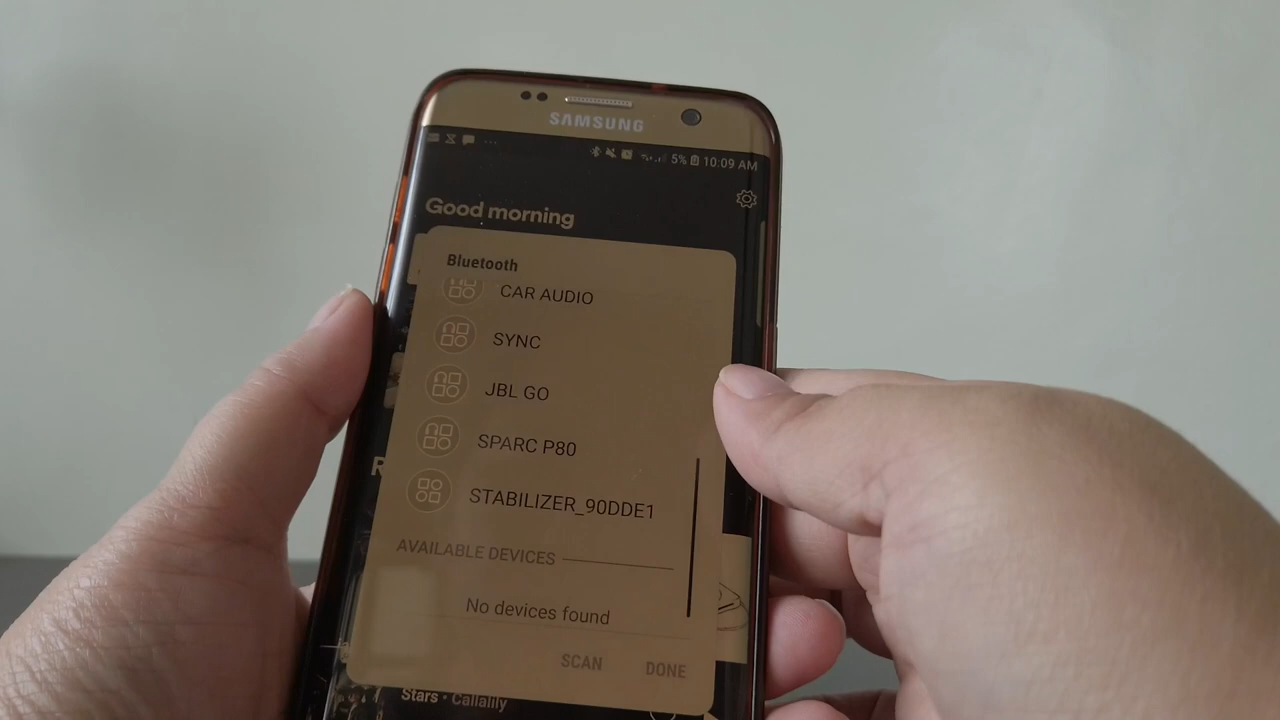 SAMSUNG
5% 10:09 AM
Good morning
Bluetooth
CAR AUDIO
SYNC
JBL GO
SPARC P80
STABILIZER_90DDE1
AVAILABLE DEVICES
R
No devices found
SCAN DONE
Stars • Callalily